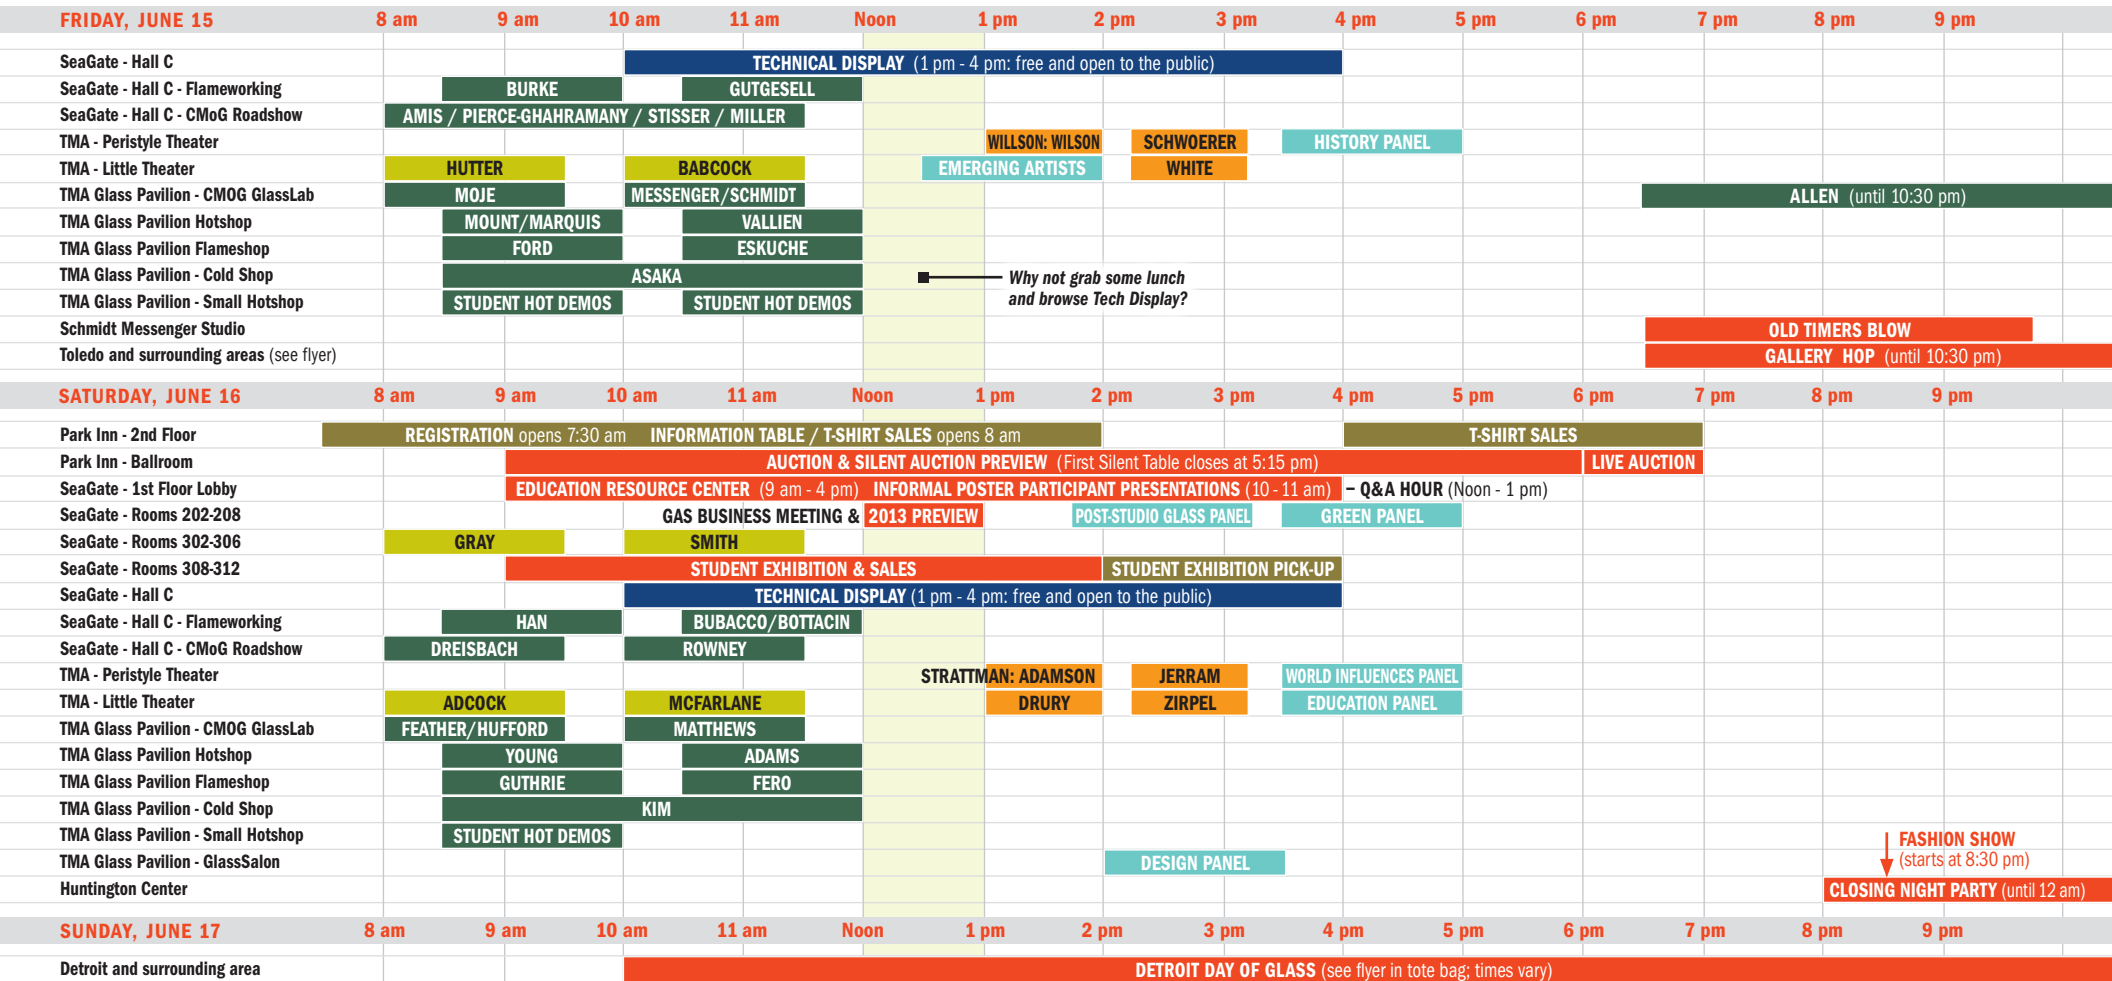 FRIDAY, JUNE 15 8 am 9 am 10 am 11 am Noon 1 pm 2 pm 3 pm 4 pm 5 pm 6 pm 7 pm 8 pm 9 pm
SeaGate - Hall C TECHNICAL DISPLAY (1 pm - 4 pm: free and open to the public)
SeaGate - Hall C - Flameworking BURKE GUTGESELL
SeaGate - Hall C - CMoG Roadshow AMIS / PIERCE-GHAHRAMANY / STISSER / MILLER
TMA - Peristyle Theater WILLSON: WILSON SCHWOERER HISTORY PANEL
TMA - Little Theater HUTTER BABCOCK EMERGING ARTISTS WHITE
TMA Glass Pavilion - CMOG GlassLab MOJE MESSENGER/SCHMIDT ALLEN (until 10:30 pm)
TMA Glass Pavilion Hotshop MOUNT/MARQUIS VALLIEN
TMA Glass Pavilion Flameshop FORD ESKUCHE
TMA Glass Pavilion - Cold Shop ASAKA Why not grab some lunch
and browse Tech Display?
TMA Glass Pavilion - Small Hotshop STUDENT HOT DEMOS STUDENT HOT DEMOS
Schmidt Messenger Studio OLD TIMERS BLOW
Toledo and surrounding areas (see flyer) GALLERY HOP (until 10:30 pm)
SATURDAY, JUNE 16 8 am 9 am 10 am 11 am Noon 1 pm 2 pm 3 pm 4 pm 5 pm 6 pm 7 pm 8 pm 9 pm
Park Inn - 2nd Floor REGISTRATION opens 7:30 am INFORMATION TABLE / T-SHIRT SALES opens 8 am T-SHIRT SALES
Park Inn - Ballroom AUCTION & SILENT AUCTION PREVIEW (First Silent Table closes at 5:15 pm) LIVE AUCTION
SeaGate - 1st Floor Lobby EDUCATION RESOURCE CENTER (9 am - 4 pm) INFORMAL POSTER PARTICIPANT PRESENTATIONS (10 - 11 am) – Q&A HOUR (Noon - 1 pm)
SeaGate - Rooms 202-208 GAS BUSINESS MEETING & 2013 PREVIEW POST-STUDIO GLASS PANEL GREEN PANEL
SeaGate - Rooms 302-306 GRAY SMITH
SeaGate - Rooms 308-312 STUDENT EXHIBITION & SALES STUDENT EXHIBITION PICK-UP
SeaGate - Hall C TECHNICAL DISPLAY (1 pm - 4 pm: free and open to the public)
SeaGate - Hall C - Flameworking HAN BUBACCO/BOTTACIN
SeaGate - Hall C - CMoG Roadshow DREISBACH ROWNEY
TMA - Peristyle Theater STRATTMAN: ADAMSON JERRAM WORLD INFLUENCES PANEL
TMA - Little Theater ADCOCK MCFARLANE DRURY ZIRPEL EDUCATION PANEL
TMA Glass Pavilion - CMOG GlassLab FEATHER/HUFFORD MATTHEWS
TMA Glass Pavilion Hotshop YOUNG ADAMS
TMA Glass Pavilion Flameshop GUTHRIE FERO
TMA Glass Pavilion - Cold Shop KIM
TMA Glass Pavilion - Small Hotshop STUDENT HOT DEMOS FASHION SHOW
(starts at 8:30 pm)
TMA Glass Pavilion - GlassSalon DESIGN PANEL
Huntington Center CLOSING NIGHT PARTY (until 12 am)
SUNDAY, JUNE 17 8 am 9 am 10 am 11 am Noon 1 pm 2 pm 3 pm 4 pm 5 pm 6 pm 7 pm 8 pm 9 pm
Detroit and surrounding area DETROIT DAY OF GLASS (see flyer in tote bag; times vary)